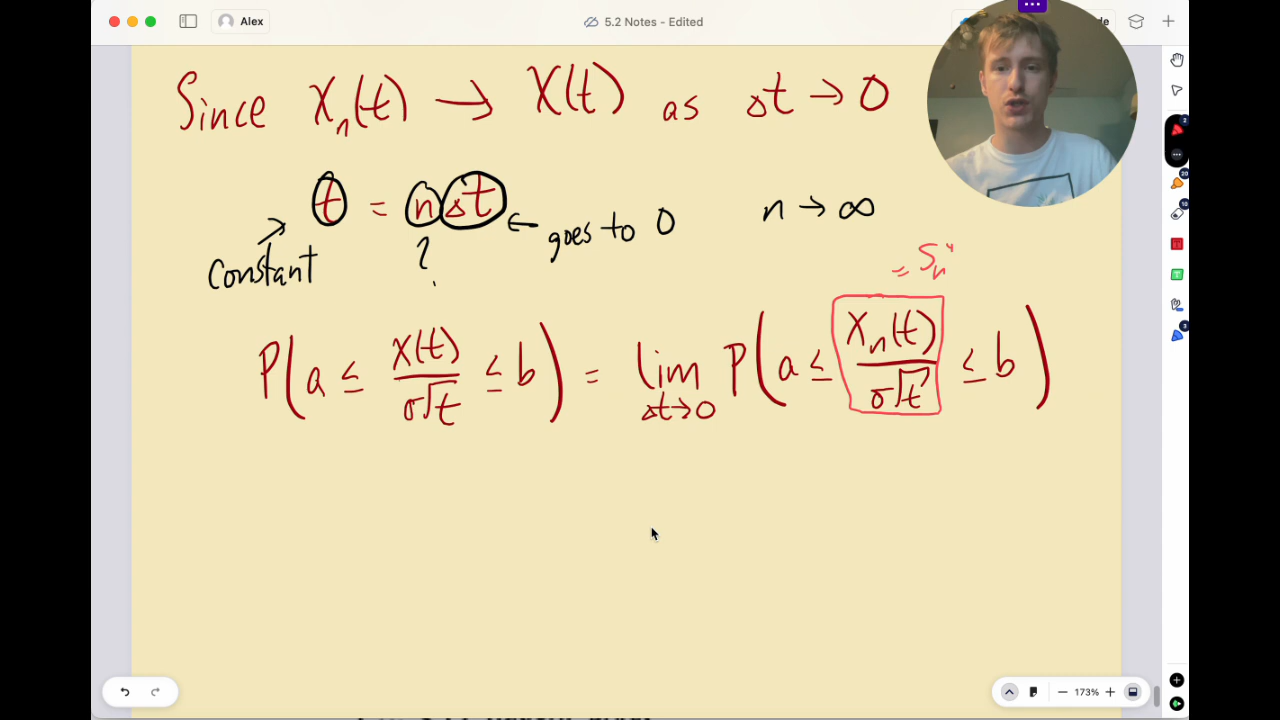 Alex
5.2 Notes - Edited
Since Xₙ(t) → X(t) as Δt → 0
t = n Δt ← goes to 0 n → ∞
Constant
?
= Sₙ*
P(a ≤ X(t)/σ√t ≤ b) = lim Δt→0 P(a ≤ Xₙ(t)/σ√t ≤ b)
173%